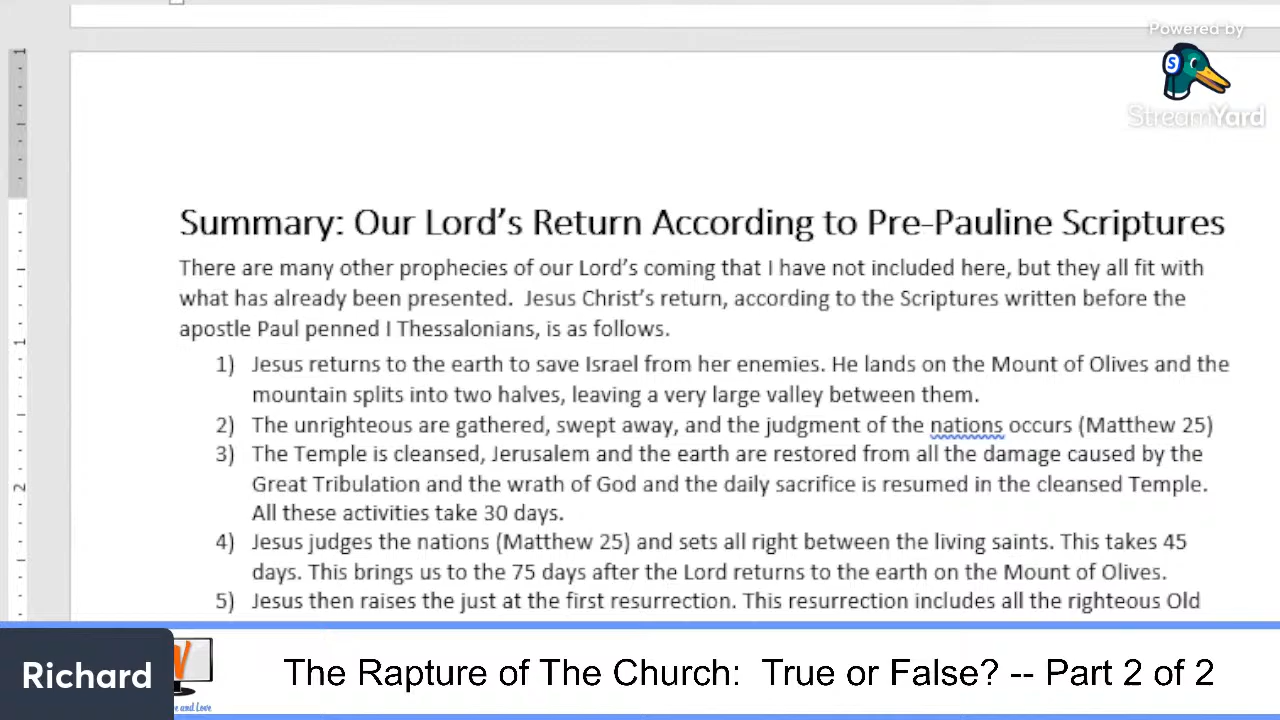 Powered by
StreamYard
Summary: Our Lord's Return According to Pre-Pauline Scriptures
There are many other prophecies of our Lord's coming that I have not included here, but they all fit with
what has already been presented.  Jesus Christ's return, according to the Scriptures written before the
apostle Paul penned I Thessalonians, is as follows.
1) Jesus returns to the earth to save Israel from her enemies. He lands on the Mount of Olives and the
mountain splits into two halves, leaving a very large valley between them.
2) The unrighteous are gathered, swept away, and the judgment of the nations occurs (Matthew 25)
3) The Temple is cleansed, Jerusalem and the earth are restored from all the damage caused by the
Great Tribulation and the wrath of God and the daily sacrifice is resumed in the cleansed Temple.
All these activities take 30 days.
4) Jesus judges the nations (Matthew 25) and sets all right between the living saints. This takes 45
days. This brings us to the 75 days after the Lord returns to the earth on the Mount of Olives.
5) Jesus then raises the just at the first resurrection. This resurrection includes all the righteous Old
Richard
and Love
The Rapture of The Church:  True or False? -- Part 2 of 2